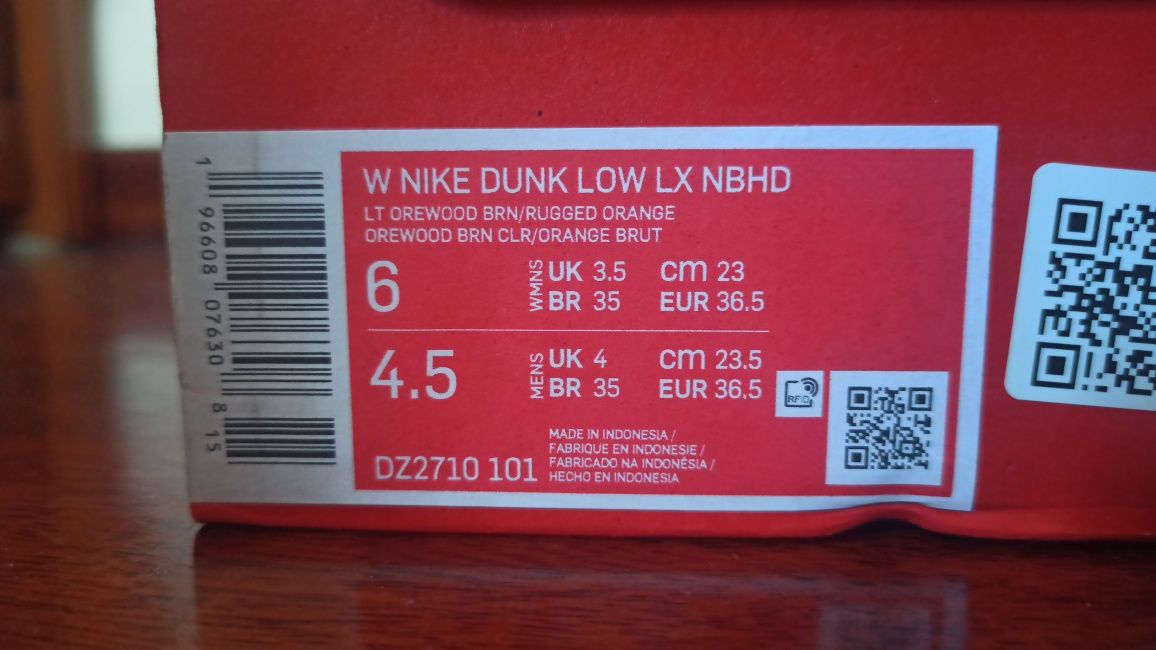 W NIKE DUNK LOW LX NBHD
LT OREWOOD BRN/RUGGED ORANGE
OREWOOD BRN CLR/ORANGE BRUT
6
WMNS
UK 3.5 cm 23
BR 35 EUR 36.5
4.5
MENS
UK 4 cm 23.5
BR 35 EUR 36.5
RFID
DZ2710 101
MADE IN INDONESIA /
FABRIQUE EN INDONESIE /
FABRICADO NA INDONÉSIA /
HECHO EN INDONESIA
1 96608 07630 8 15